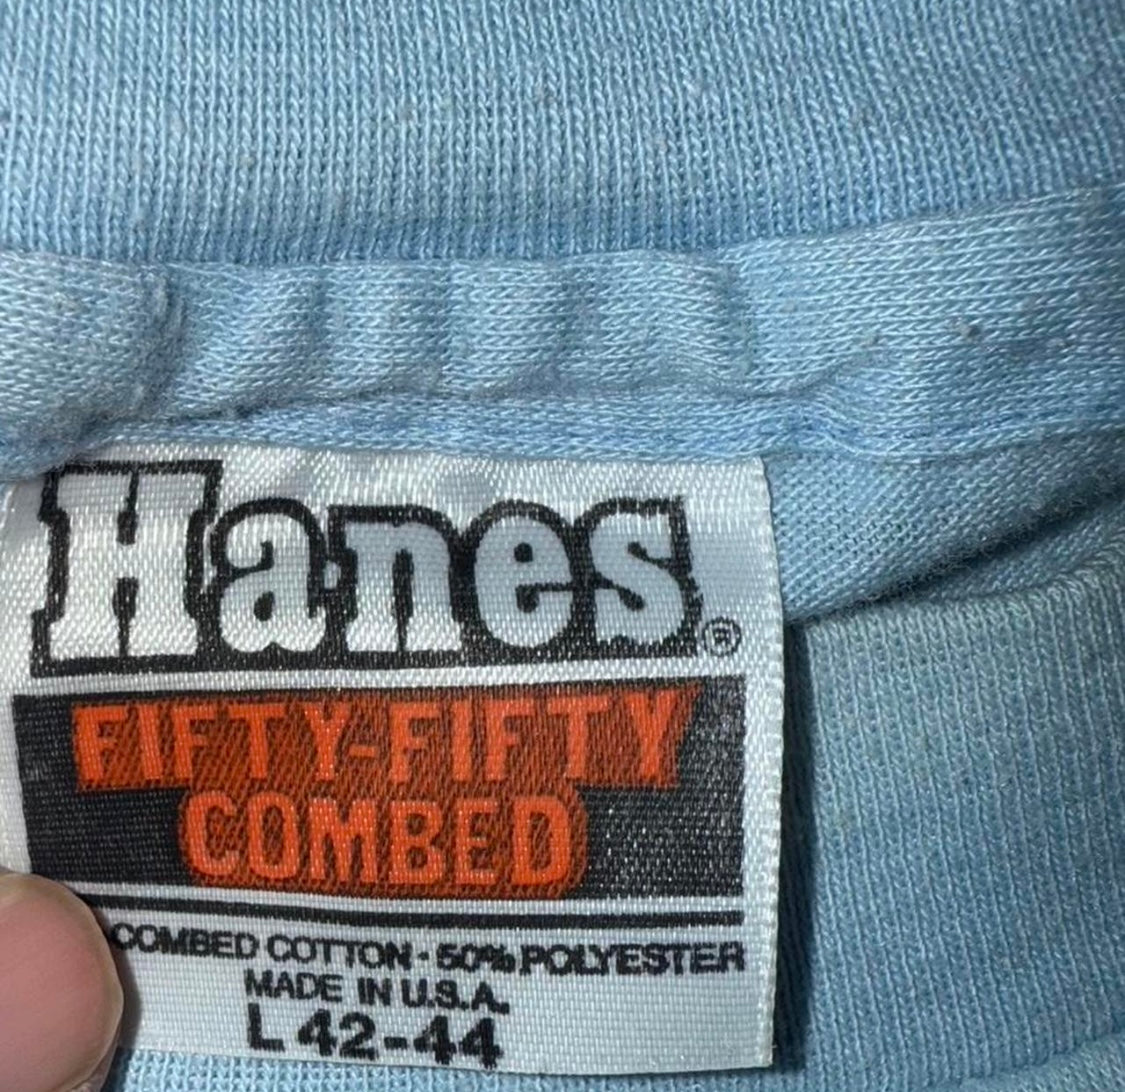 Hanes®
FIFTY-FIFTY
COMBED
COMBED COTTON - 50% POLYESTER
MADE IN U.S.A.
L 42-44